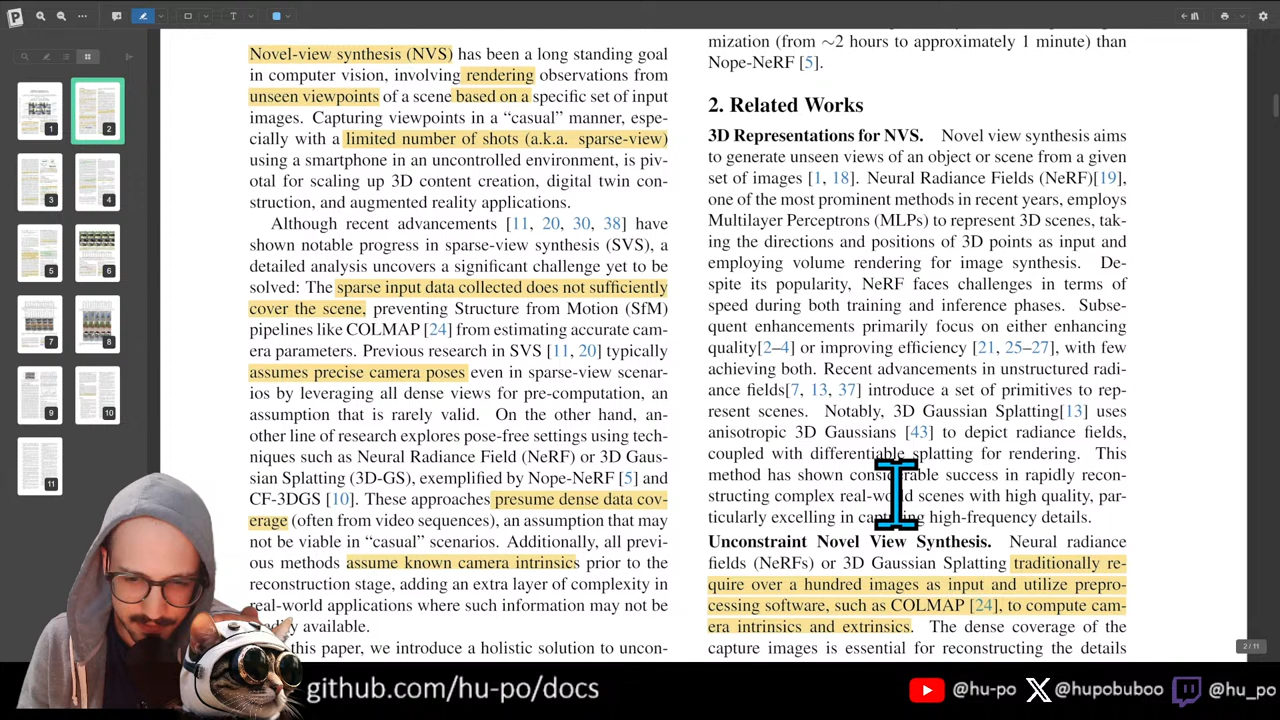 Novel-view synthesis (NVS) has been a long standing goal
in computer vision, involving rendering observations from
unseen viewpoints of a scene based on a specific set of input
images. Capturing viewpoints in a “casual” manner, espe-
cially with a limited number of shots (a.k.a. sparse-view)
using a smartphone in an uncontrolled environment, is piv-
otal for scaling up 3D content creation, digital twin con-
struction, and augmented reality applications.
Although recent advancements [11, 20, 30, 38] have
shown notable progress in sparse-view synthesis (SVS), a
detailed analysis uncovers a significant challenge yet to be
solved: The sparse input data collected does not sufficiently
cover the scene, preventing Structure from Motion (SfM)
pipelines like COLMAP [24] from estimating accurate cam-
era parameters. Previous research in SVS [11, 20] typically
assumes precise camera poses even in sparse-view scenar-
ios by leveraging all dense views for pre-computation, an
assumption that is rarely valid. On the other hand, an-
other line of research explores pose-free settings using tech-
niques such as Neural Radiance Field (NeRF) or 3D Gaus-
sian Splatting (3D-GS), exemplified by Nope-NeRF [5] and
CF-3DGS [10]. These approaches presume dense data cov-
erage (often from video sequences), an assumption that may
not be viable in “casual” scenarios. Additionally, all previ-
ous methods assume known camera intrinsics prior to the
reconstruction stage, adding an extra layer of complexity in
real-world applications where such information may not be
available.
this paper, we introduce a holistic solution to uncon-
mization (from ∼2 hours to approximately 1 minute) than
Nope-NeRF [5].
2. Related Works
3D Representations for NVS. Novel view synthesis aims
to generate unseen views of an object or scene from a given
set of images [1, 18]. Neural Radiance Fields (NeRF)[19],
one of the most prominent methods in recent years, employs
Multilayer Perceptrons (MLPs) to represent 3D scenes, tak-
ing the directions and positions of 3D points as input and
employing volume rendering for image synthesis. De-
spite its popularity, NeRF faces challenges in terms of
speed during both training and inference phases. Subse-
quent enhancements primarily focus on either enhancing
quality[2–4] or improving efficiency [21, 25–27], with few
achieving both. Recent advancements in unstructured radi-
ance fields[7, 13, 37] introduce a set of primitives to rep-
resent scenes. Notably, 3D Gaussian Splatting[13] uses
anisotropic 3D Gaussians [43] to depict radiance fields,
coupled with differentiable splatting for rendering. This
method has shown considerable success in rapidly recon-
structing complex real-world scenes with high quality, par-
ticularly excelling in capturing high-frequency details.
Unconstraint Novel View Synthesis. Neural radiance
fields (NeRFs) or 3D Gaussian Splatting traditionally re-
quire over a hundred images as input and utilize prepro-
cessing software, such as COLMAP [24], to compute cam-
era intrinsics and extrinsics. The dense coverage of the
capture images is essential for reconstructing the details
1
2
3
4
5
6
7
8
9
10
11
2 / 11
github.com/hu-po/docs
@hu-po
@hupobuboo
@hu_po